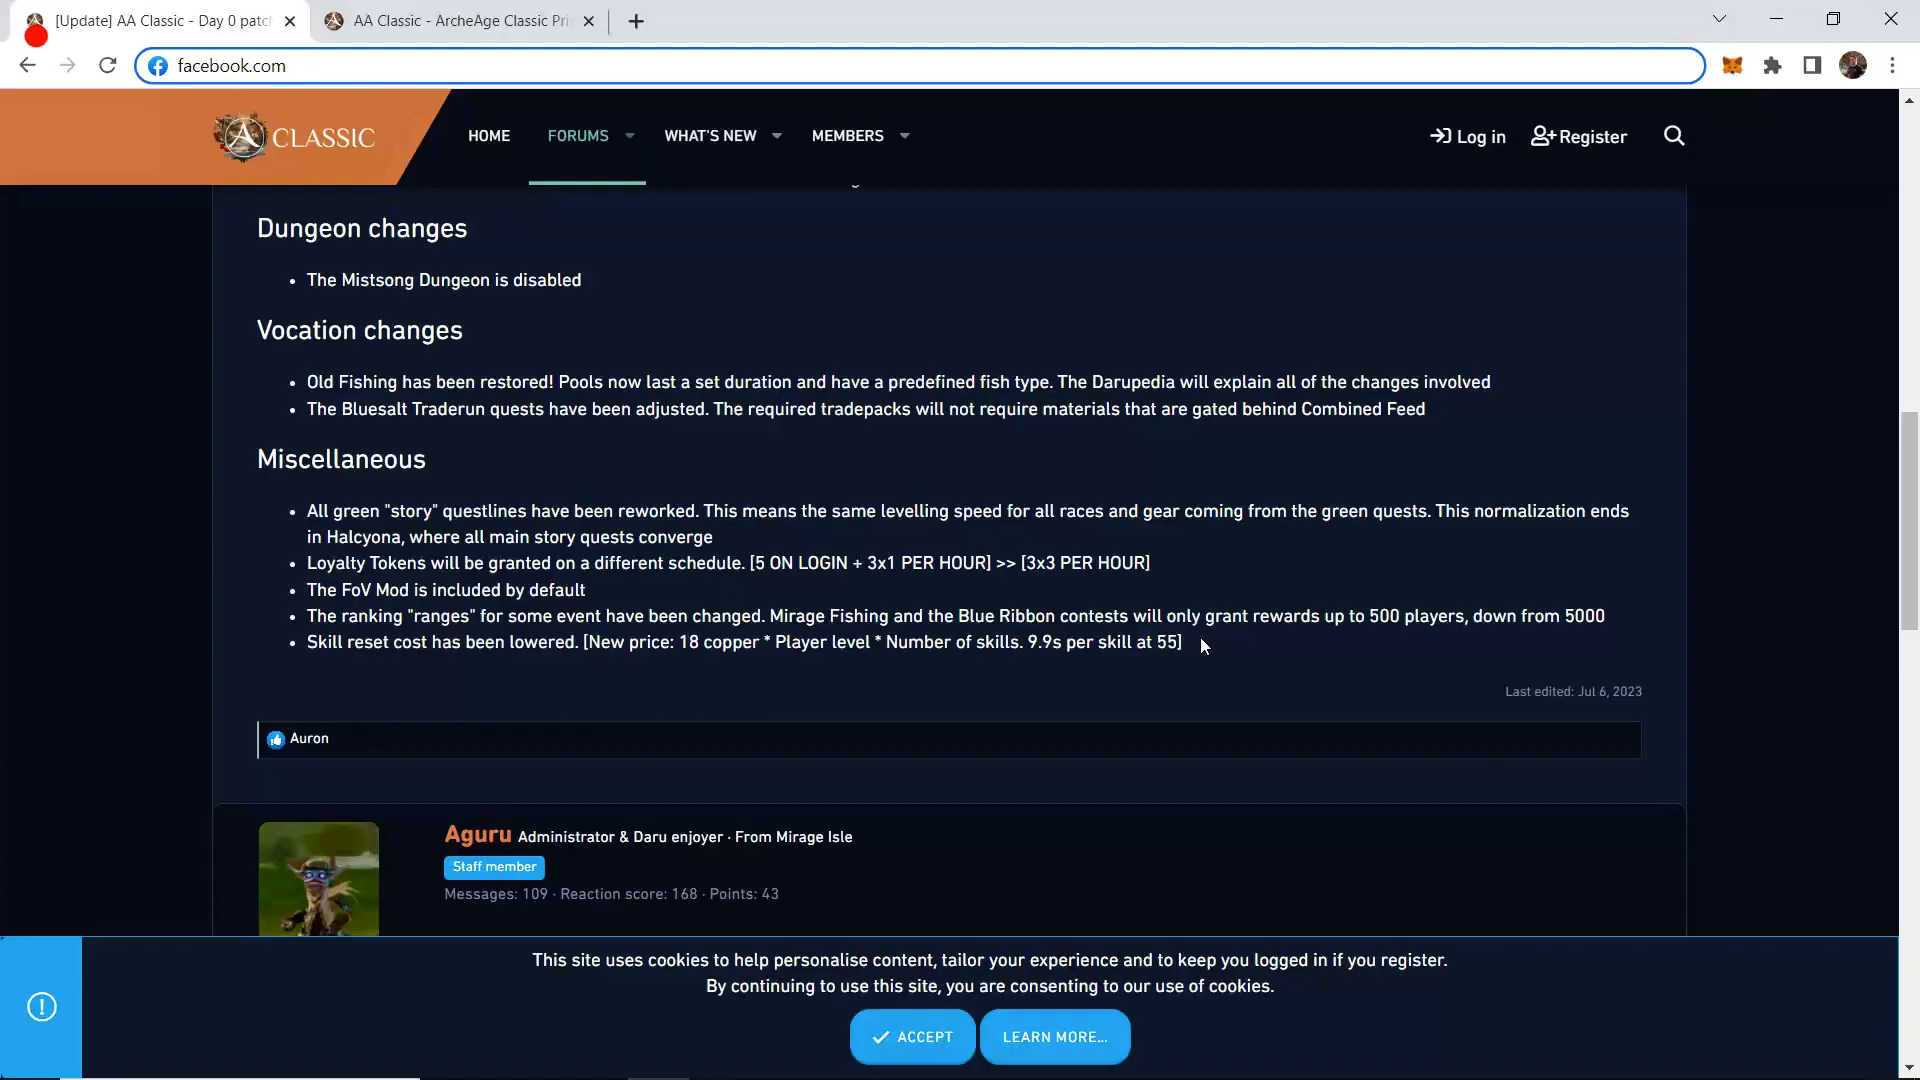 [Update] AA Classic - Day 0 patc
AA Classic - ArcheAge Classic Pri
facebook.com
CLASSIC
HOME
FORUMS
WHAT'S NEW
MEMBERS
Log in
Register
Dungeon changes
• The Mistsong Dungeon is disabled
Vocation changes
• Old Fishing has been restored! Pools now last a set duration and have a predefined fish type. The Darupedia will explain all of the changes involved
• The Bluesalt Traderun quests have been adjusted. The required tradepacks will not require materials that are gated behind Combined Feed
Miscellaneous
• All green "story" questlines have been reworked. This means the same levelling speed for all races and gear coming from the green quests. This normalization ends
in Halcyona, where all main story quests converge
• Loyalty Tokens will be granted on a different schedule. [5 ON LOGIN + 3x1 PER HOUR] >> [3x3 PER HOUR]
• The FoV Mod is included by default
• The ranking "ranges" for some event have been changed. Mirage Fishing and the Blue Ribbon contests will only grant rewards up to 500 players, down from 5000
• Skill reset cost has been lowered. [New price: 18 copper * Player level * Number of skills. 9.9s per skill at 55]
Last edited: Jul 6, 2023
Auron
Aguru Administrator & Daru enjoyer · From Mirage Isle
Staff member
Messages: 109 · Reaction score: 168 · Points: 43
This site uses cookies to help personalise content, tailor your experience and to keep you logged in if you register.
By continuing to use this site, you are consenting to our use of cookies.
ACCEPT
LEARN MORE...